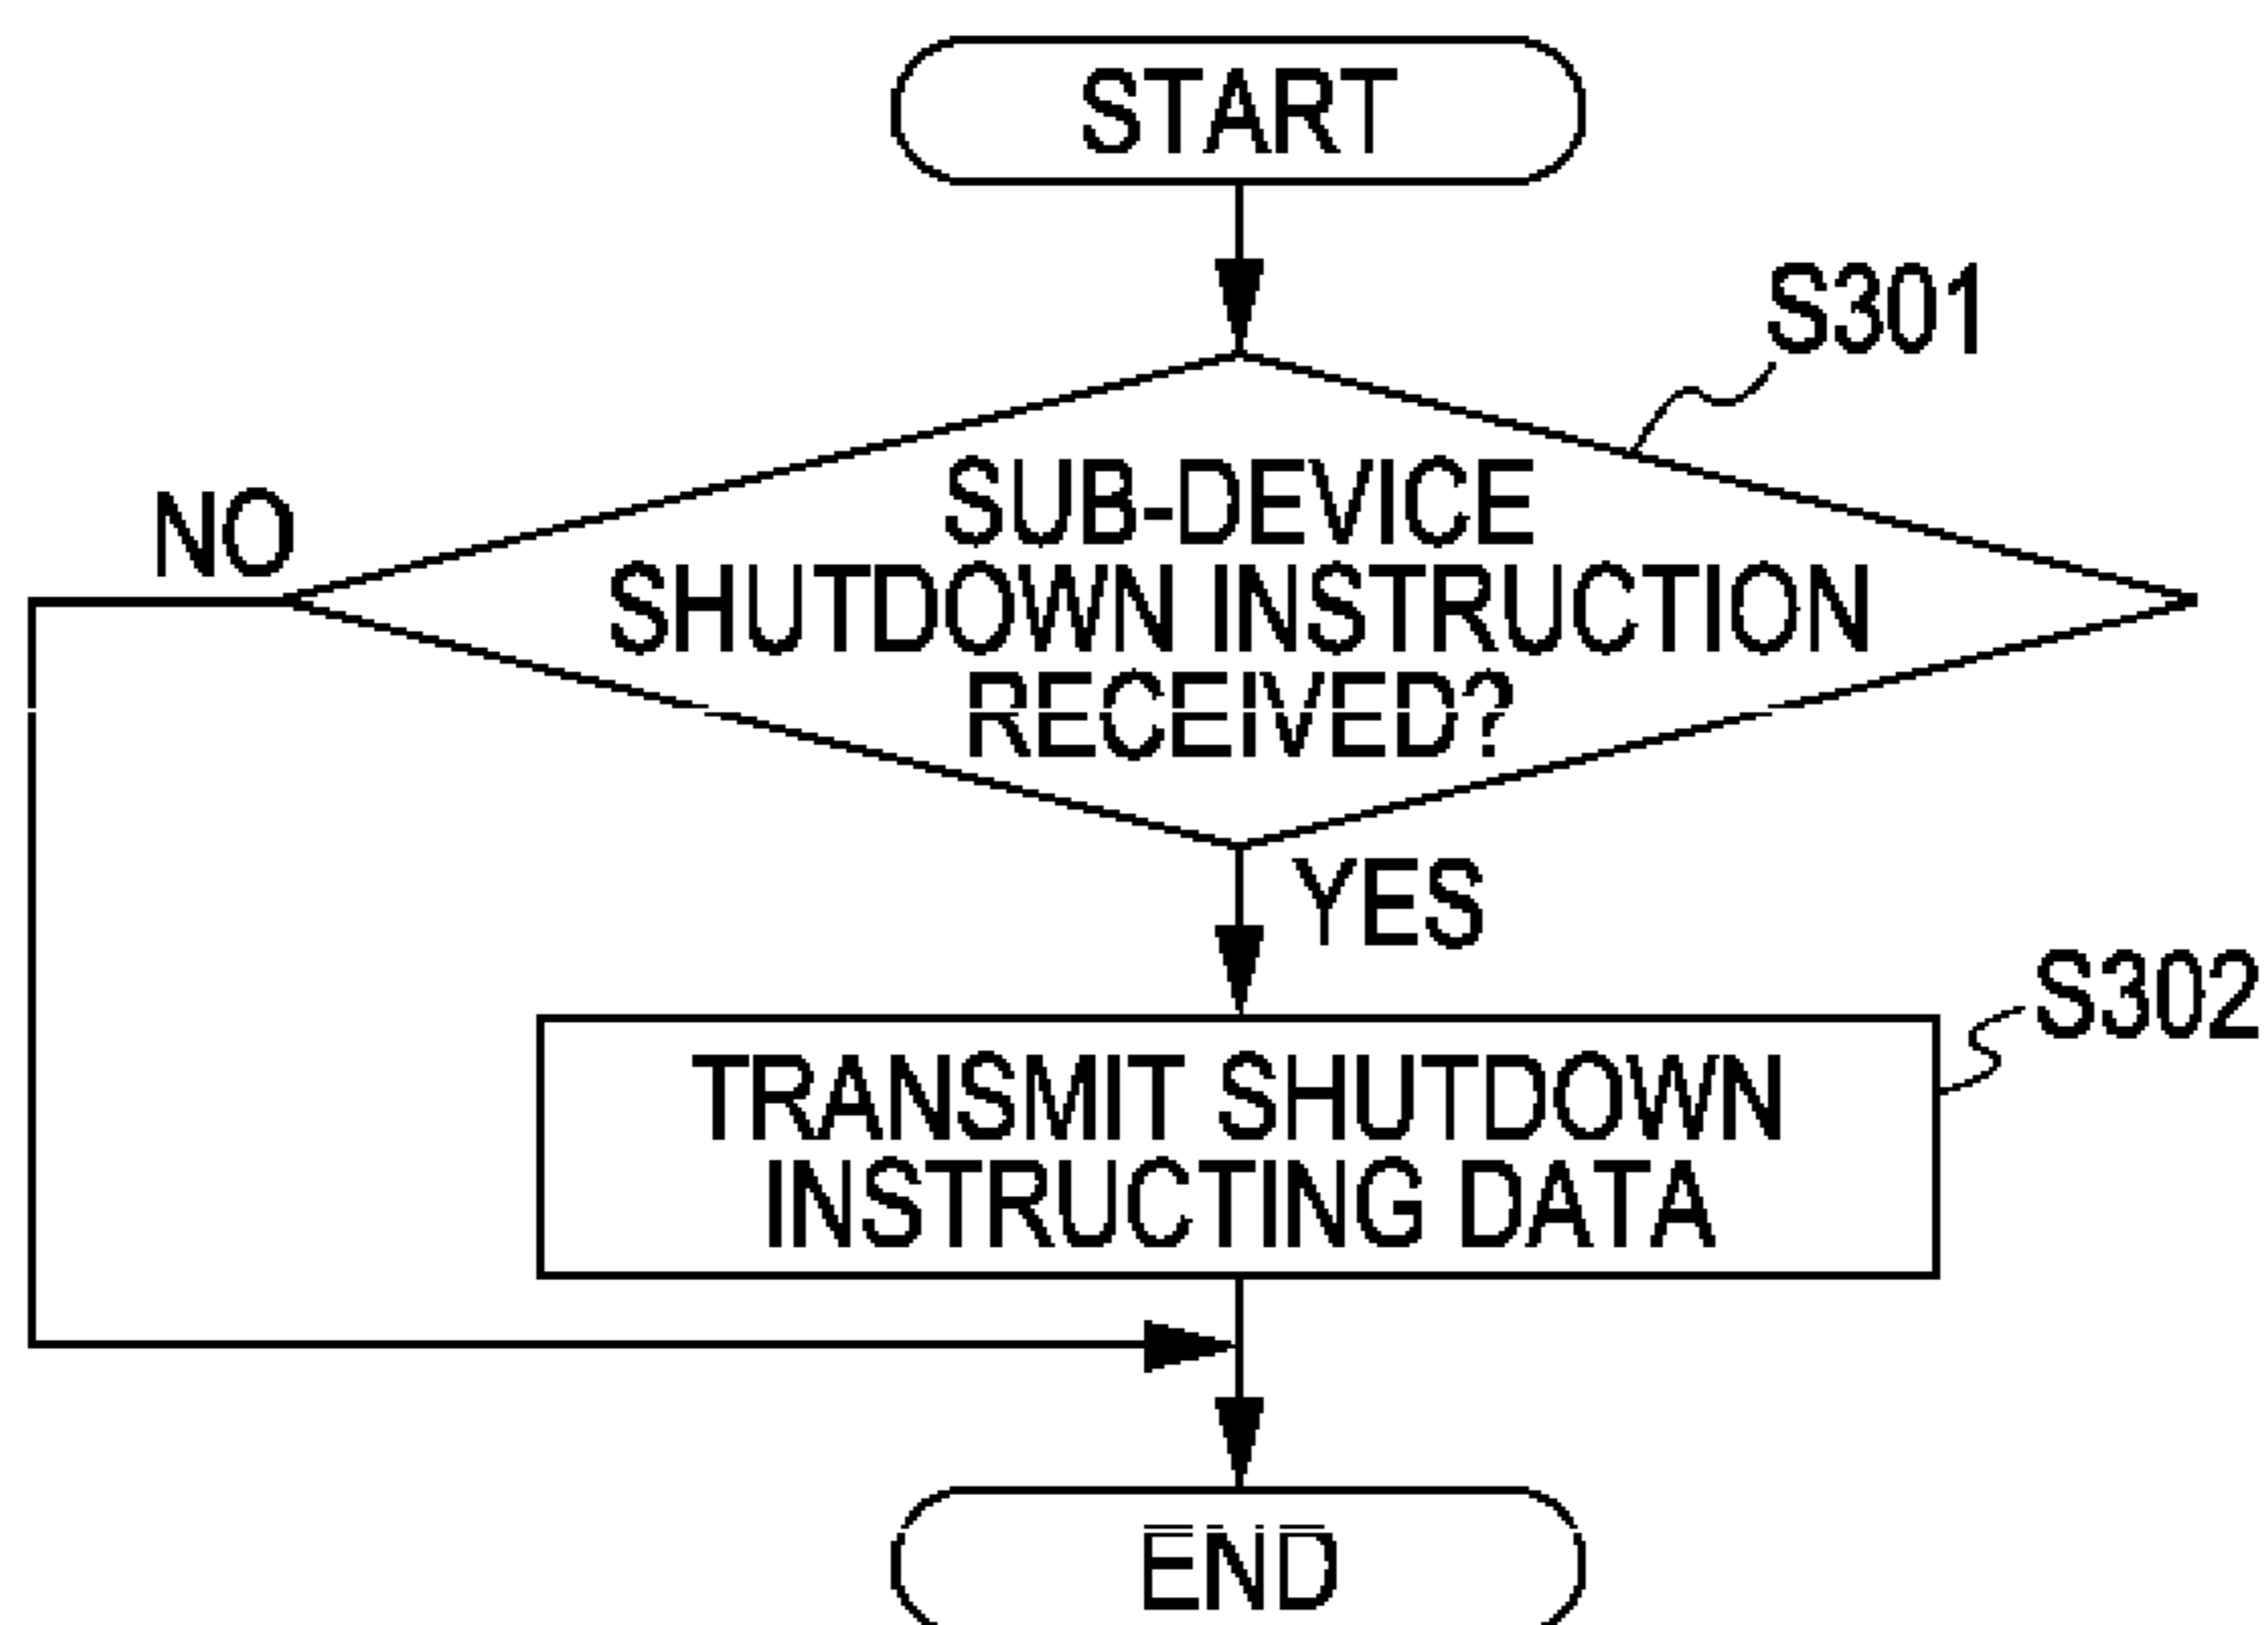 START
S301
NO
SUB-DEVICE
SHUTDOWN INSTRUCTION
RECEIVED?
YES
S302
TRANSMIT SHUTDOWN
INSTRUCTING DATA
END